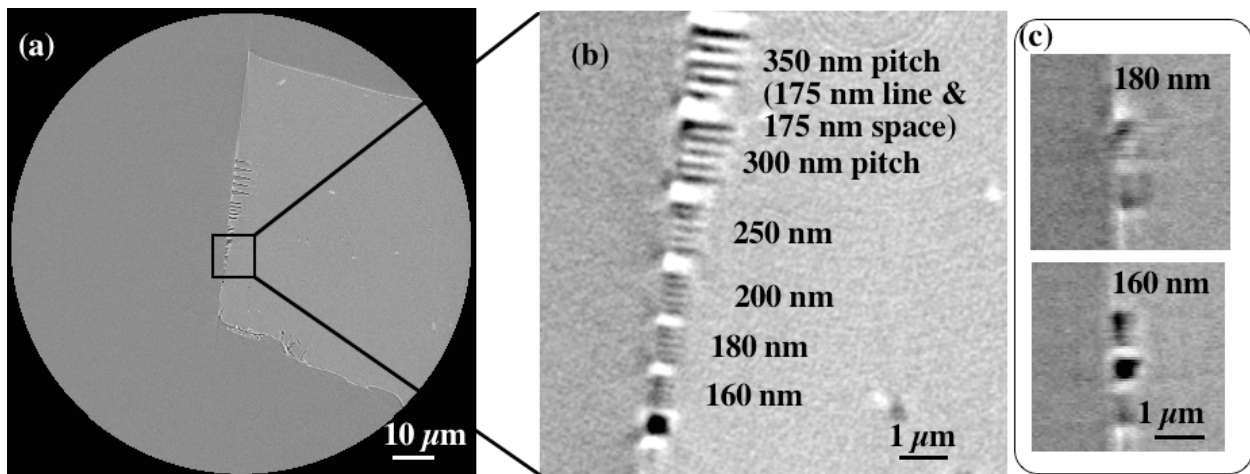 (a)
10 μm
(b)
350 nm pitch
(175 nm line &
175 nm space)
300 nm pitch
250 nm
200 nm
180 nm
160 nm
1 μm
(c)
180 nm
160 nm
1 μm